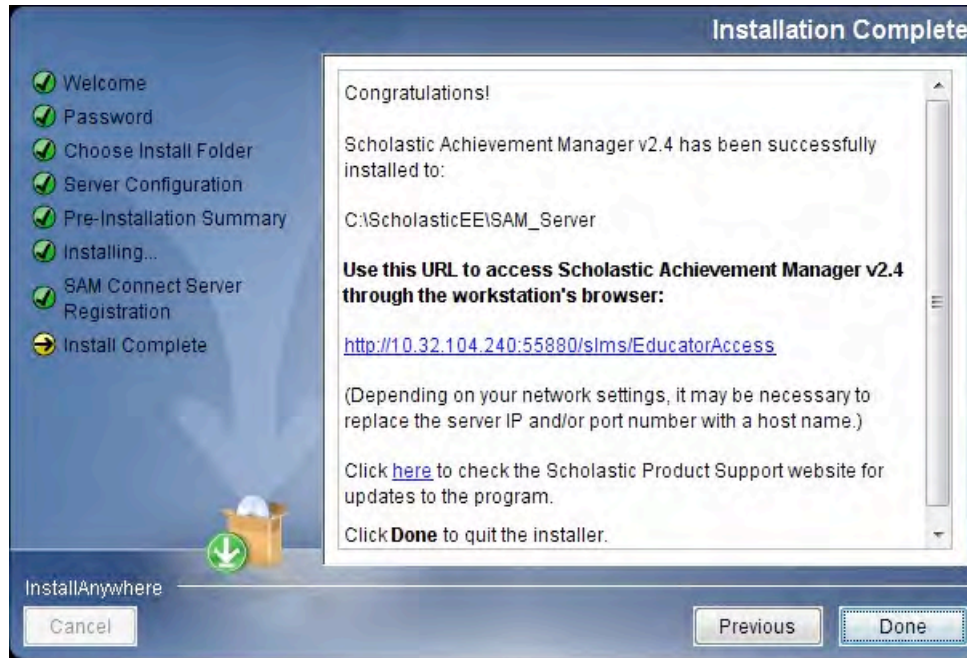 Installation Complete
Welcome
Password
Choose Install Folder
Server Configuration
Pre-Installation Summary
Installing...
SAM Connect Server
Registration
Install Complete
Congratulations!
Scholastic Achievement Manager v2.4 has been successfully
installed to:
C:\ScholasticEE\SAM_Server
Use this URL to access Scholastic Achievement Manager v2.4
through the workstation's browser:
http://10.32.104.240:55880/slms/EducatorAccess
(Depending on your network settings, it may be necessary to
replace the server IP and/or port number with a host name.)
Click here to check the Scholastic Product Support website for
updates to the program.
Click Done to quit the installer.
InstallAnywhere
Cancel
Previous
Done